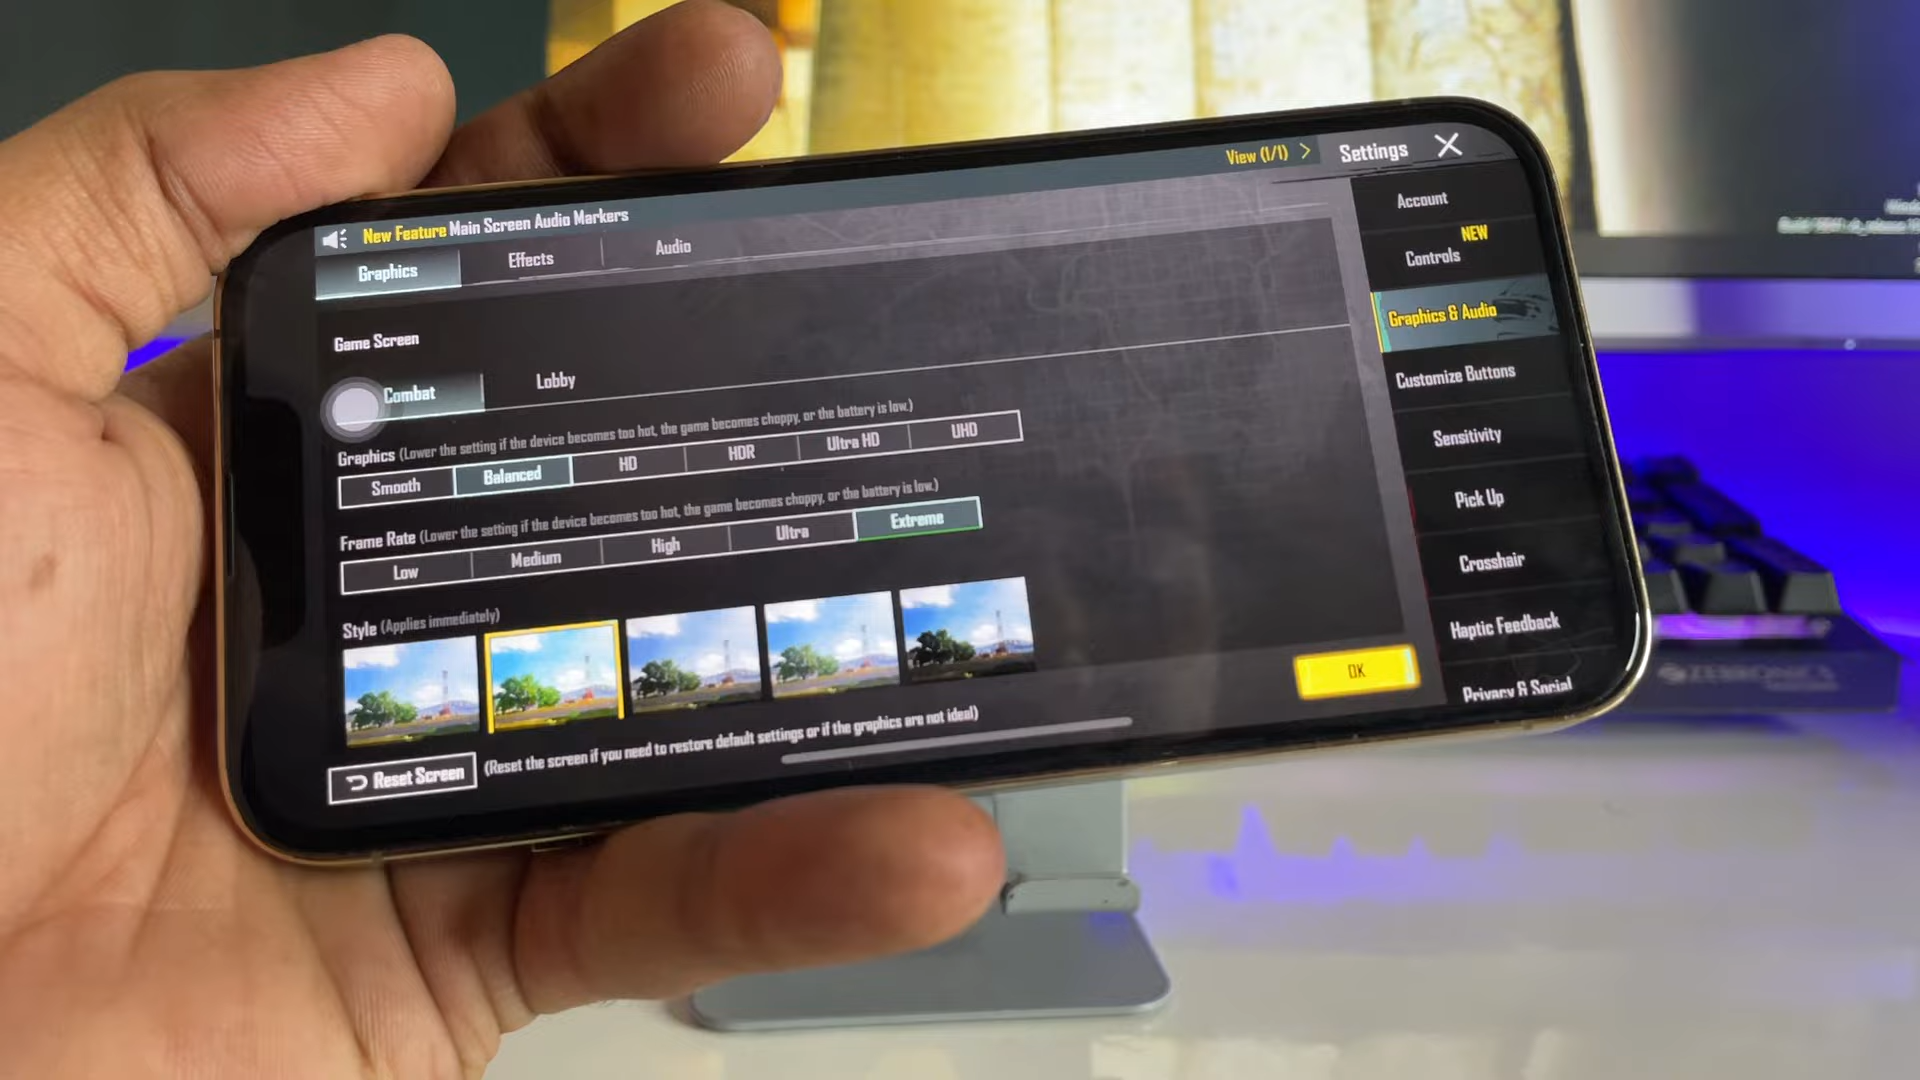 View (1/1) >
Settings
New Feature Main Screen Audio Markers
Graphics
Effects
Audio
Game Screen
Combat
Lobby
Graphics (Lower the setting if the device becomes too hot, the game becomes choppy, or the battery is low.)
Smooth
Balanced
HD
HDR
Ultra HD
UHD
Frame Rate (Lower the setting if the device becomes too hot, the game becomes choppy, or the battery is low.)
Low
Medium
High
Ultra
Extreme
Style (Applies immediately)
Reset Screen
(Reset the screen if you need to restore default settings or if the graphics are not ideal)
OK
Account
NEW
Controls
Graphics & Audio
Customize Buttons
Sensitivity
Pick Up
Crosshair
Haptic Feedback
Privacy & Social
ZEBRONICS